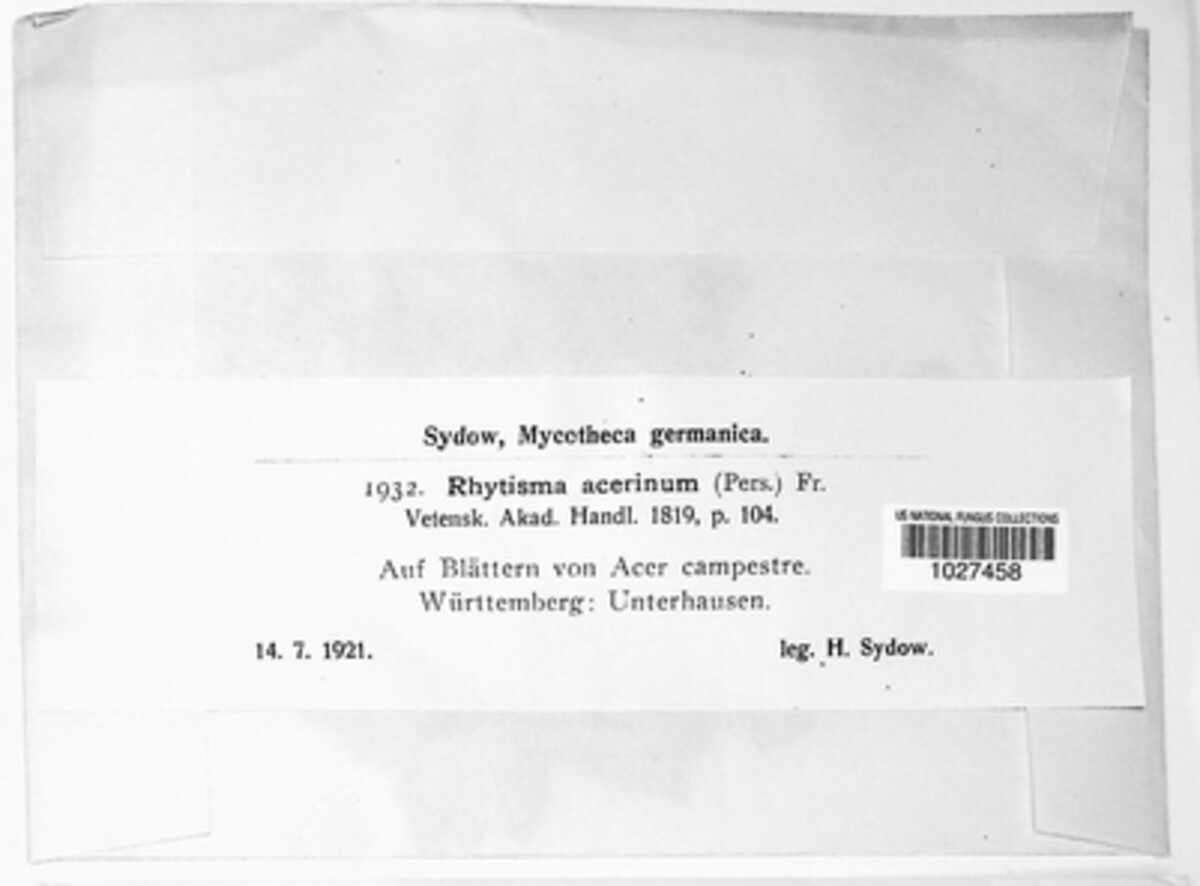 Sydow, Mycotheca germanica.
1932. Rhytisma acerinum (Pers.) Fr.
Vetensk. Akad. Handl. 1819, p. 104.
Auf Blättern von Acer campestre.
Württemberg: Unterhausen.
14. 7. 1921. leg. H. Sydow.
US NATIONAL FUNGUS COLLECTIONS
1027458